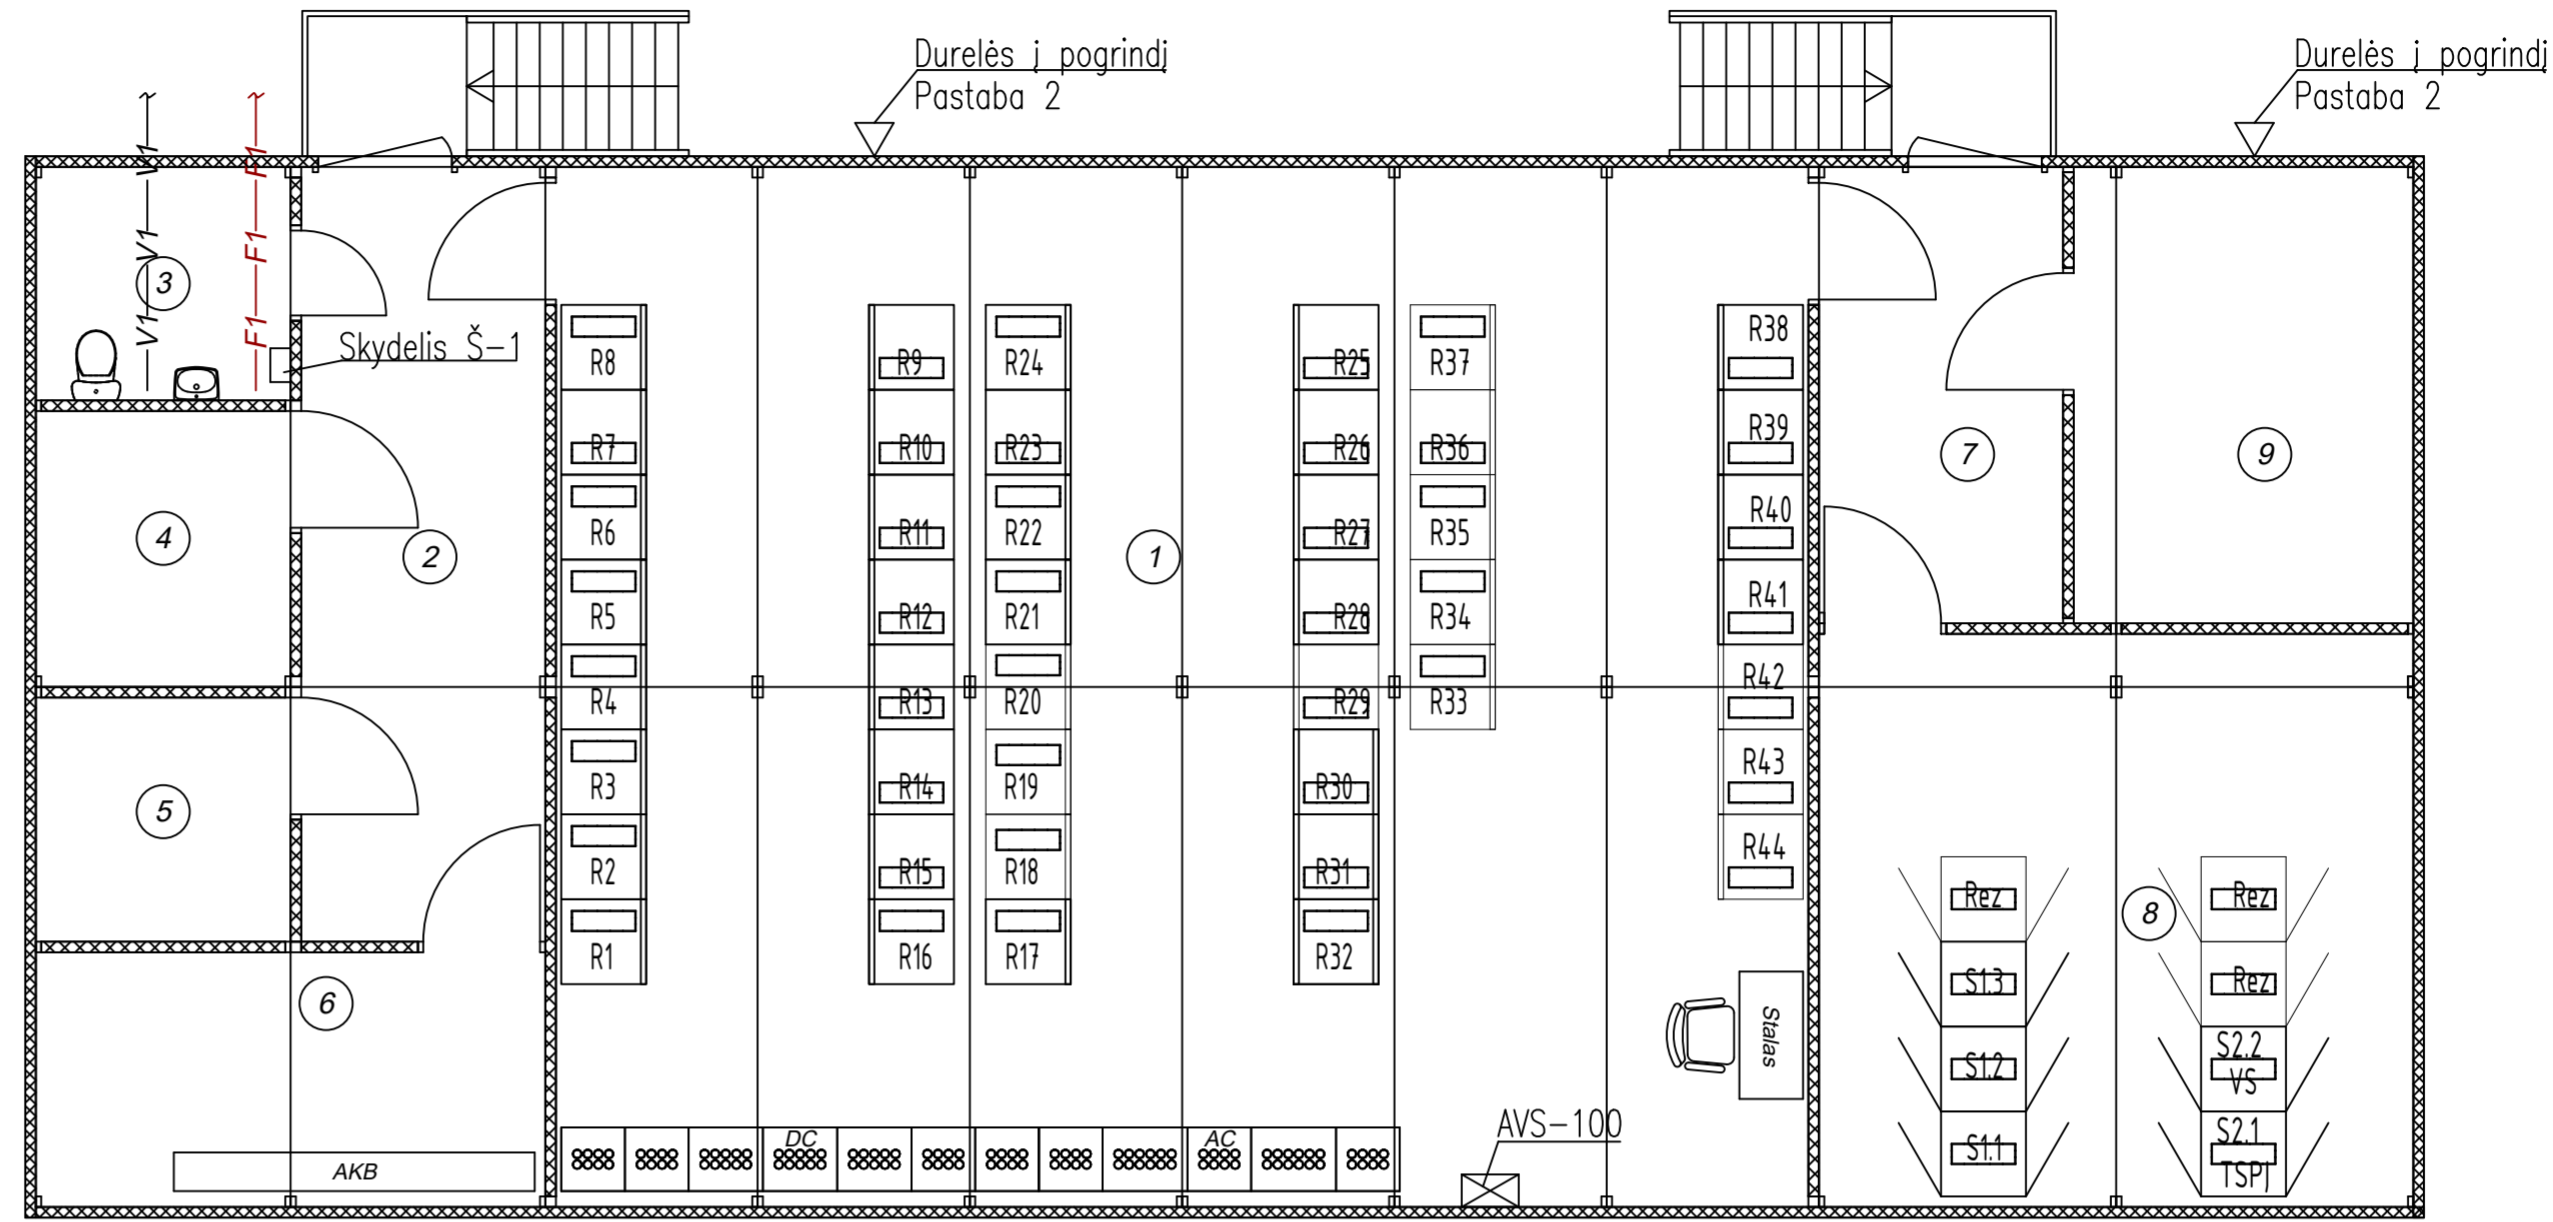 Durelės į pogrindį
Pastaba 2
Durelės į pogrindį
Pastaba 2
V1 V1 V1
F1 F1 F1
Skydelis Š-1
3
4
2
5
6
1
7
9
8
R8
R7
R6
R5
R4
R3
R2
R1
R9
R10
R11
R12
R13
R14
R15
R16
R24
R23
R22
R21
R20
R19
R18
R17
R25
R26
R27
R28
R29
R30
R31
R32
R37
R36
R35
R34
R33
R38
R39
R40
R41
R42
R43
R44
Stalas
Rez
S1.3
S1.2
S1.1
Rez
Rez
S2.2
VS
S2.1
TSPĮ
AVS-100
DC
AC
AKB